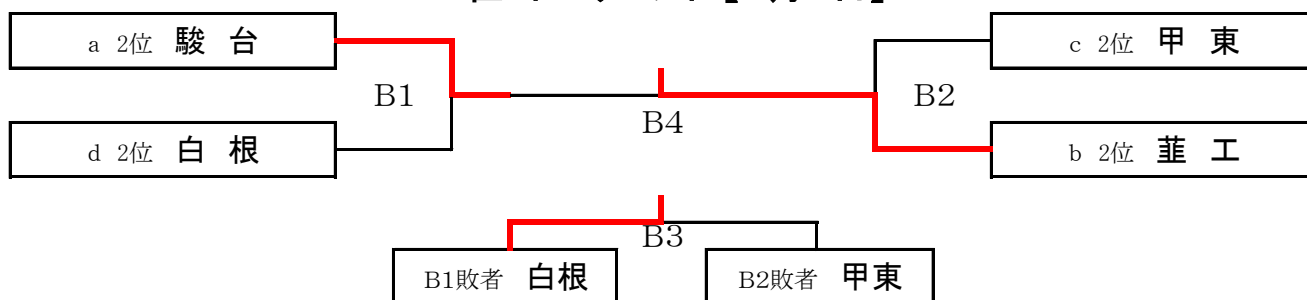 a 2位 駿 台
c 2位 甲 東
B1
B2
B4
d 2位 白 根
b 2位 韮 工
B3
B1敗者 白根
B2敗者 甲東